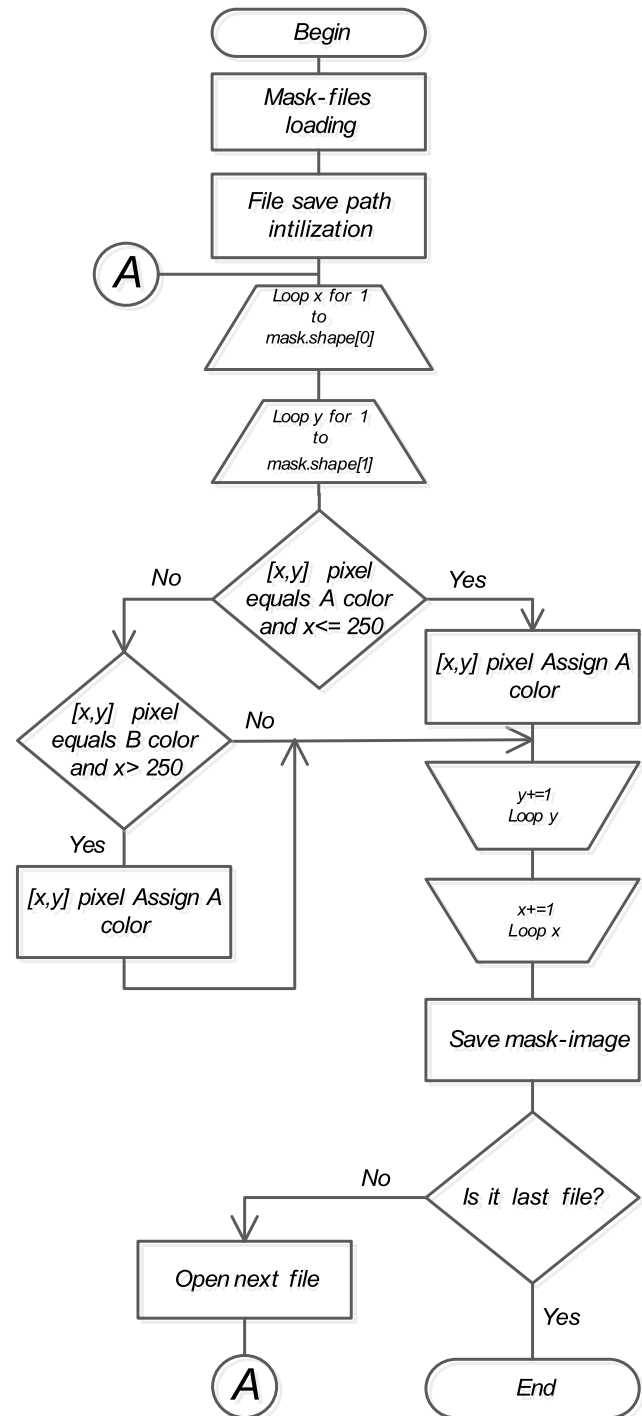 Begin
Mask-files
loading
File save path
intilization
A
Loop x for 1
to
mask.shape[0]
Loop y for 1
to
mask.shape[1]
[x,y] pixel
equals A color
and x<= 250
No
Yes
[x,y] pixel Assign A
color
[x,y] pixel
equals B color
and x> 250
No
Yes
[x,y] pixel Assign A
color
y+=1
Loop y
x+=1
Loop x
Save mask-image
Is it last file?
No
Open next file
A
Yes
End